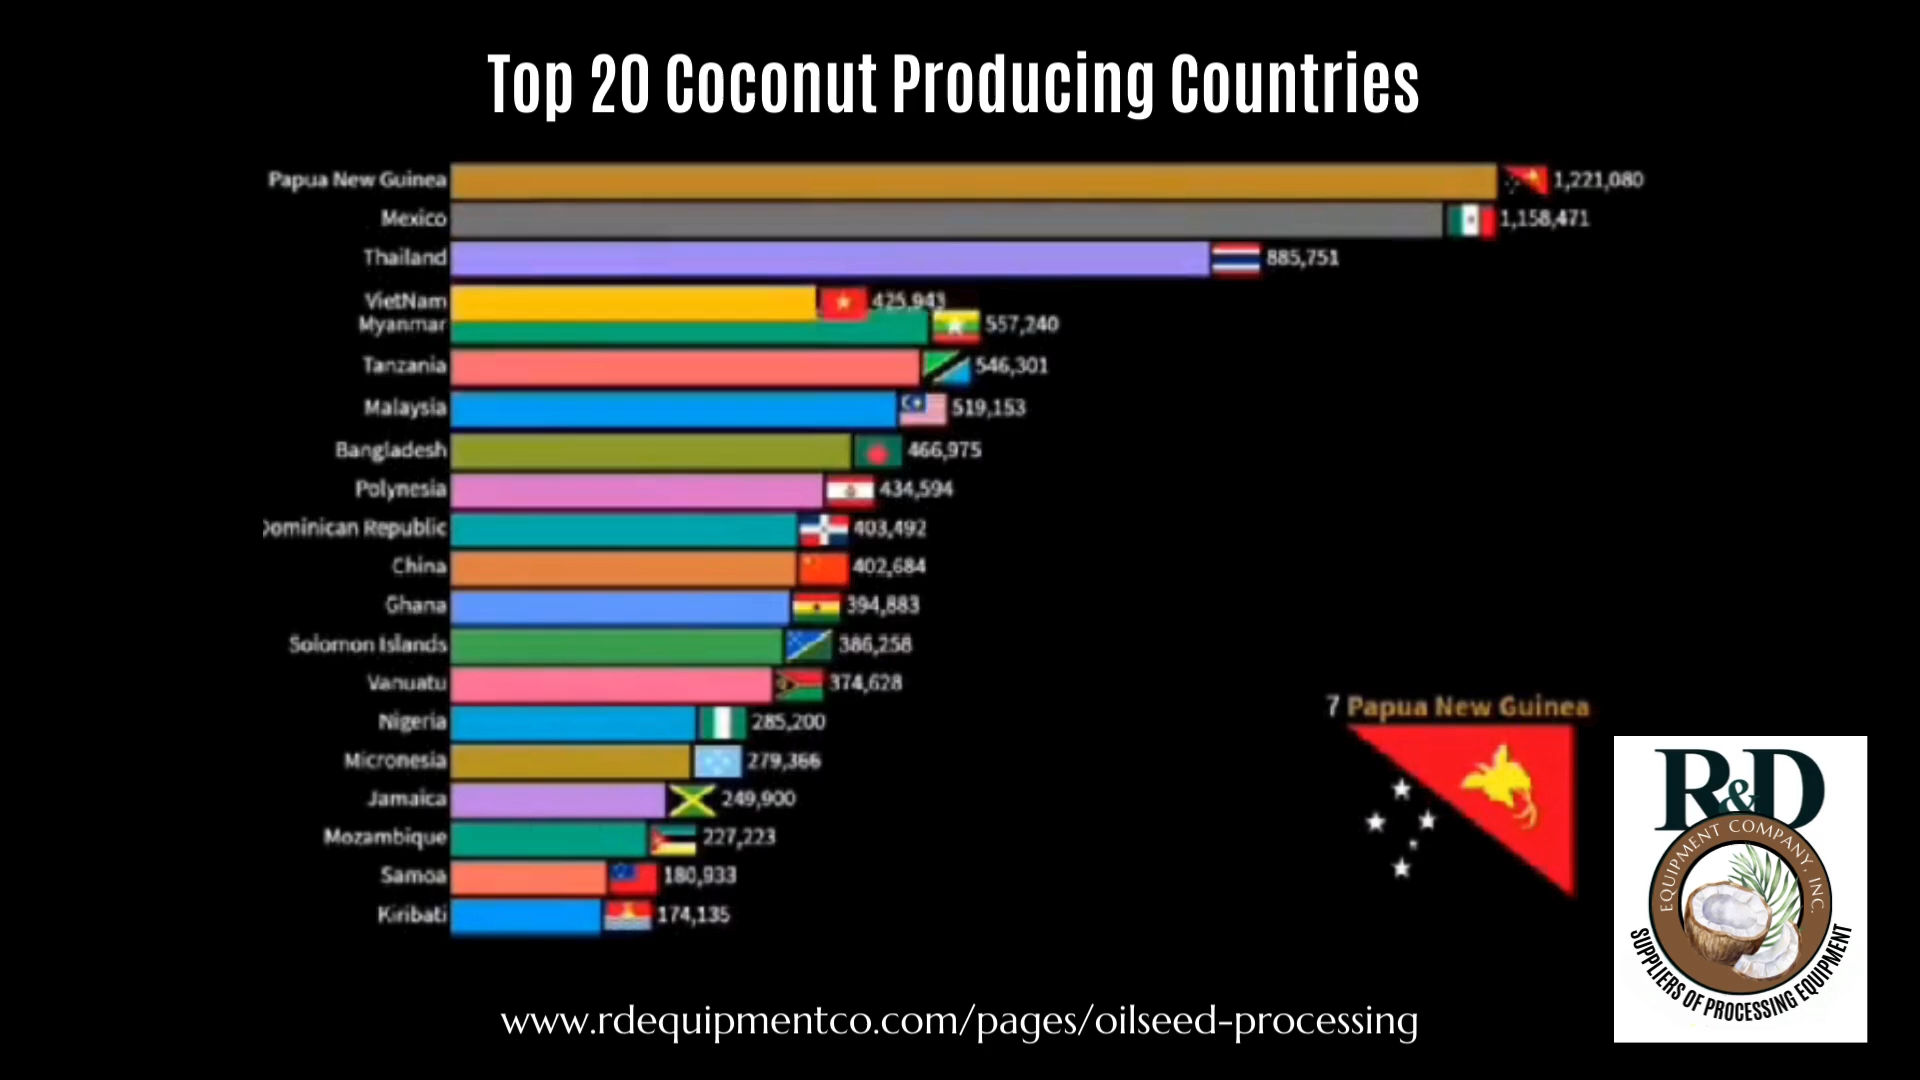 Top 20 Coconut Producing Countries
Papua New Guinea 1,221,080
Mexico 1,158,471
Thailand 885,751
VietNam 425,943
Myanmar 557,240
Tanzania 546,301
Malaysia 519,153
Bangladesh 466,975
Polynesia 434,594
Dominican Republic 403,492
China 402,684
Ghana 394,883
Solomon Islands 386,258
Vanuatu 374,628
Nigeria 285,200
Micronesia 279,366
Jamaica 249,900
Mozambique 227,223
Samoa 180,933
Kiribati 174,135
7 Papua New Guinea
R&D
EQUIPMENT COMPANY, INC.
SUPPLIERS OF PROCESSING EQUIPMENT
www.rdequipmentco.com/pages/oilseed-processing